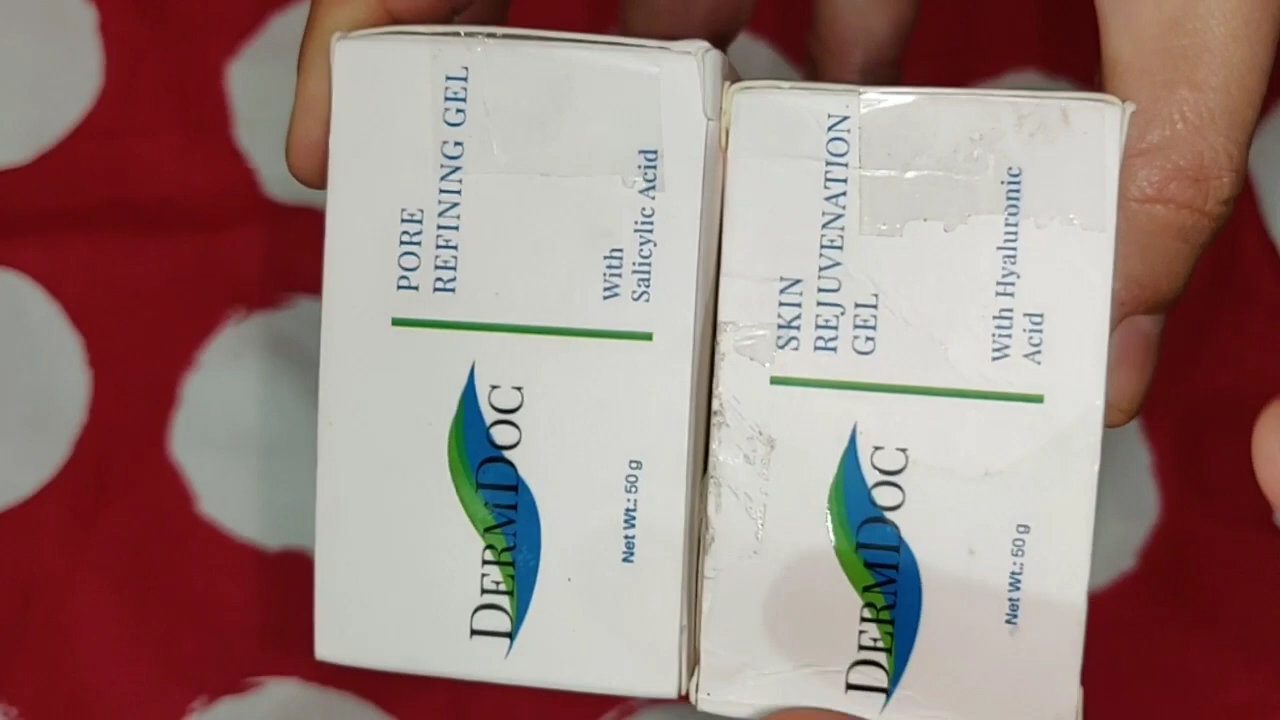 DERMDOC
PORE
REFINING GEL
With
Salicylic Acid
Net Wt.: 50 g
DERMDOC
SKIN
REJUVENATION
GEL
With Hyaluronic
Acid
Net Wt.: 50 g